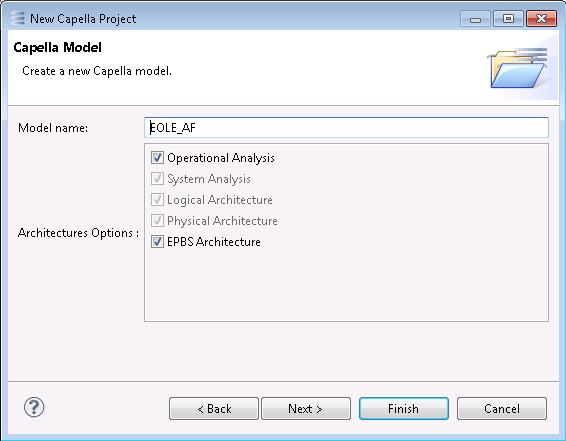 New Capella Project
Capella Model
Create a new Capella model.
Model name:
EOLE_AF
Operational Analysis
System Analysis
Logical Architecture
Physical Architecture
Architectures Options :
EPBS Architecture
?
< Back
Next >
Finish
Cancel